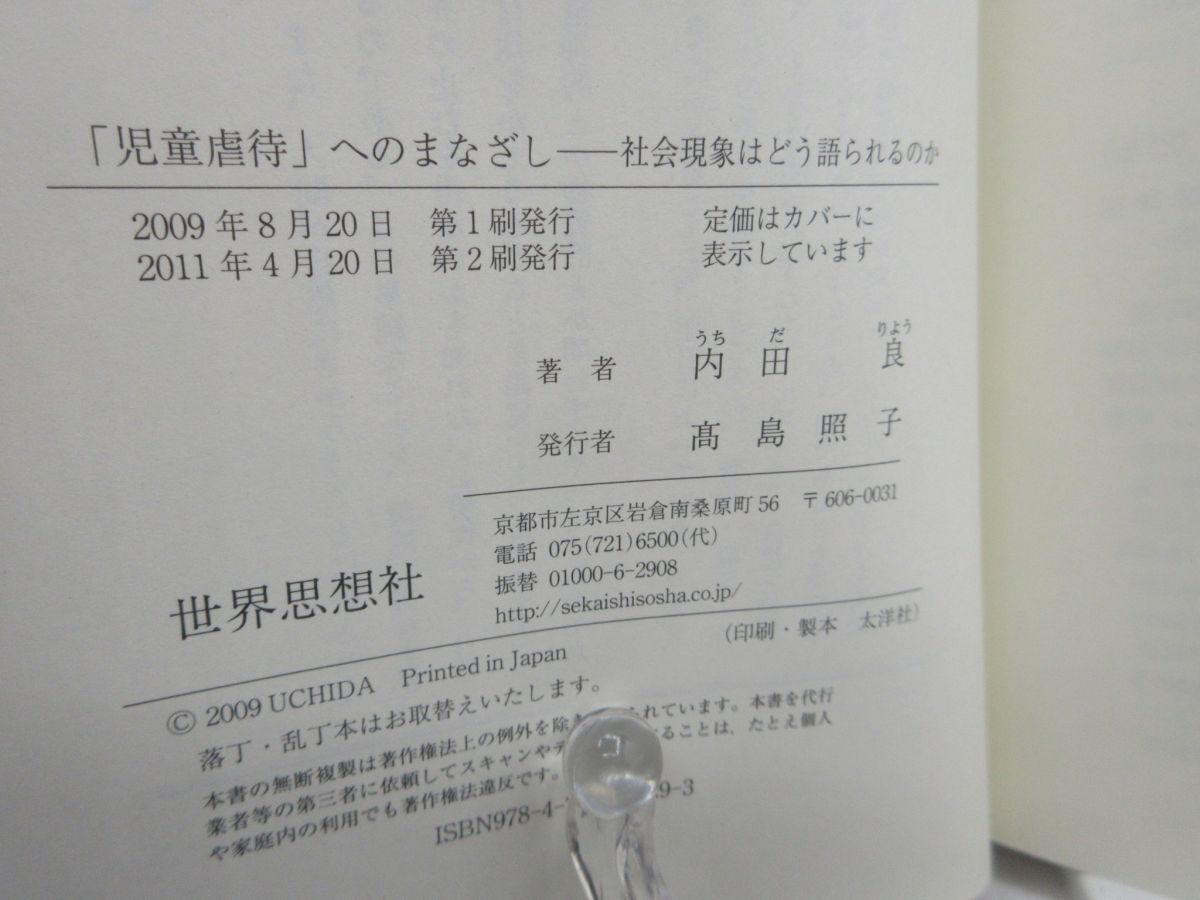 「児童虐待」へのまなざし――社会現象はどう語られるのか
2009年8月20日 第1刷発行 定価はカバーに
2011年4月20日 第2刷発行 表示しています
うち だ りよう
著者 内田 良
発行者 髙島照子
京都市左京区岩倉南桑原町56 〒606-0031
電話 075(721)6500(代)
振替 01000-6-2908
http://sekaishisosha.co.jp/
世界思想社
(印刷・製本 太洋社)
© 2009 UCHIDA Printed in Japan
落丁・乱丁本はお取替えいたします。
本書の無断複製は著作権法上の例外を除き れています。本書を代行
業者等の第三者に依頼してスキャンやデ ることは、たとえ個人
や家庭内の利用でも著作権法違反です。
ISBN978-4- 9-3